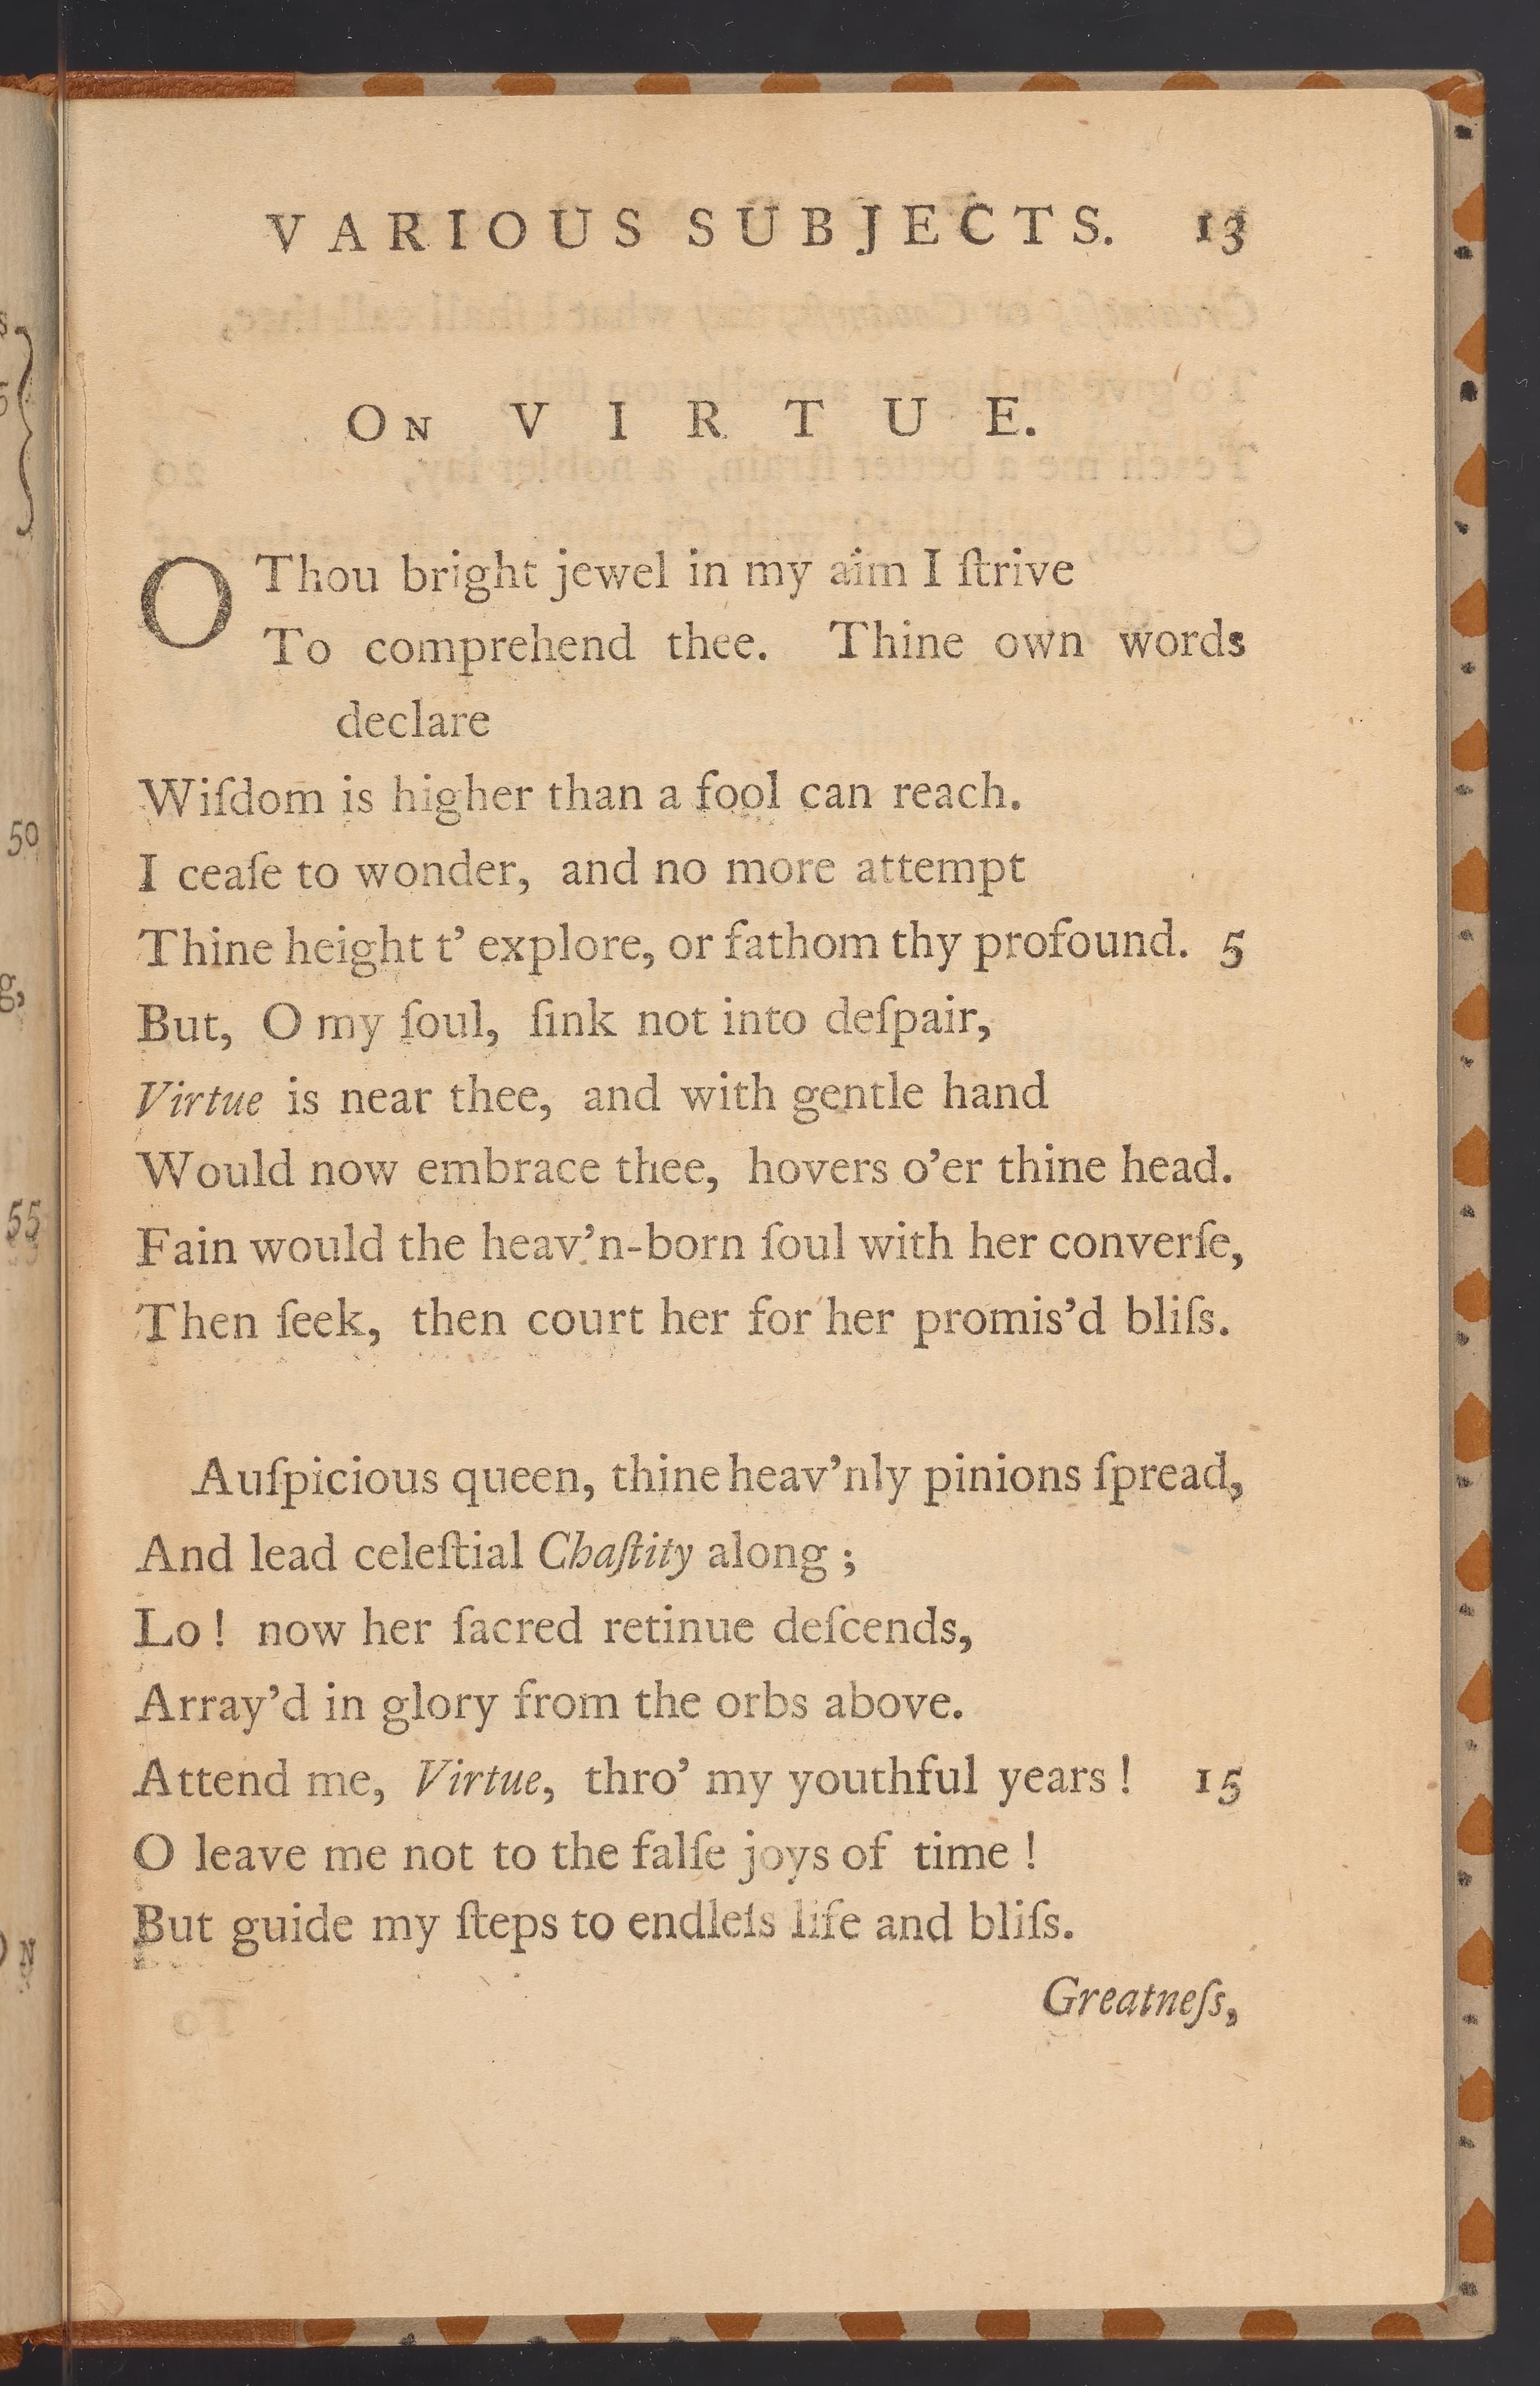 VARIOUS SUBJECTS. 13
ON VIRTUE.
O Thou bright jewel in my aim I ſtrive
To comprehend thee. Thine own words
declare
Wiſdom is higher than a fool can reach.
I ceaſe to wonder, and no more attempt
Thine height t’ explore, or fathom thy profound. 5
But, O my ſoul, ſink not into deſpair,
Virtue is near thee, and with gentle hand
Would now embrace thee, hovers o’er thine head.
Fain would the heav’n-born ſoul with her converſe,
Then ſeek, then court her for her promis’d bliſs.
Auſpicious queen, thine heav’nly pinions ſpread,
And lead celeſtial Chaſtity along ;
Lo ! now her ſacred retinue deſcends,
Array’d in glory from the orbs above.
Attend me, Virtue, thro’ my youthful years ! 15
O leave me not to the falſe joys of time !
But guide my ſteps to endleſs life and bliſs.
Greatneſs,
50
55